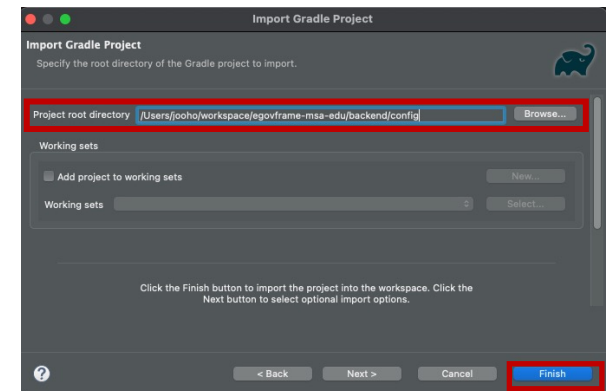 Import Gradle Project
Import Gradle Project
Specify the root directory of the Gradle project to import.
Project root directory /Users/jooho/workspace/egovframe-msa-edu/backend/config Browse...
Working sets
Add project to working sets New...
Working sets Select...
Click the Finish button to import the project into the workspace. Click the
Next button to select optional import options.
? < Back Next > Cancel Finish